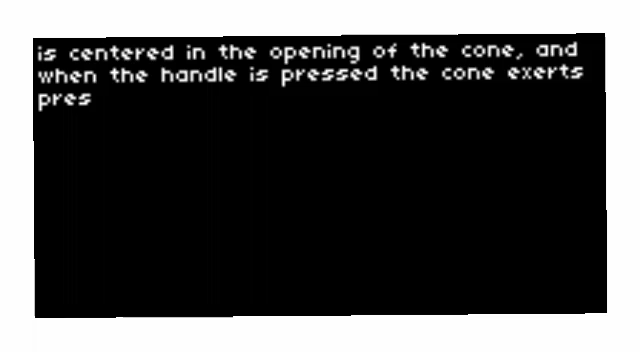 is centered in the opening of the cone, and
when the handle is pressed the cone exerts
pres